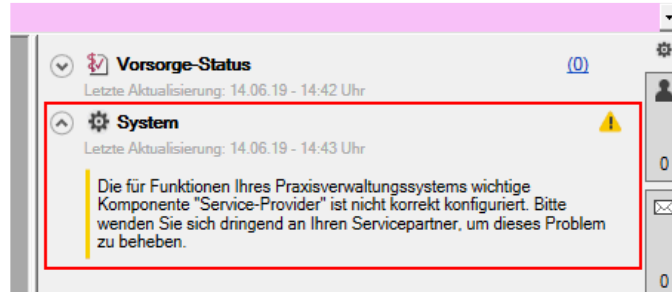 Vorsorge-Status (0)
Letzte Aktualisierung: 14.06.19 - 14:42 Uhr
System
Letzte Aktualisierung: 14.06.19 - 14:43 Uhr
Die für Funktionen Ihres Praxisverwaltungssystems wichtige
Komponente "Service-Provider" ist nicht korrekt konfiguriert. Bitte
wenden Sie sich dringend an Ihren Servicepartner, um dieses Problem
zu beheben.
0
0